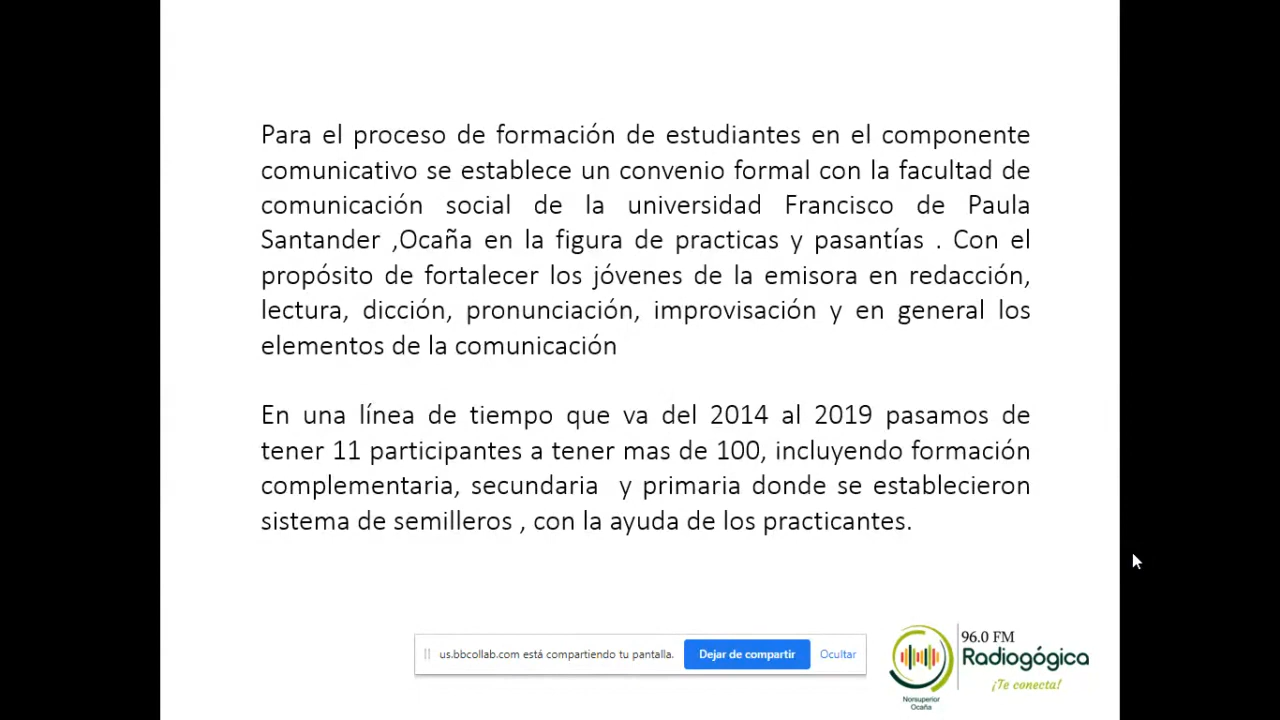 Para el proceso de formación de estudiantes en el componente
comunicativo se establece un convenio formal con la facultad de
comunicación social de la universidad Francisco de Paula
Santander ,Ocaña en la figura de practicas y pasantías . Con el
propósito de fortalecer los jóvenes de la emisora en redacción,
lectura, dicción, pronunciación, improvisación y en general los
elementos de la comunicación
En una línea de tiempo que va del 2014 al 2019 pasamos de
tener 11 participantes a tener mas de 100, incluyendo formación
complementaria, secundaria y primaria donde se establecieron
sistema de semilleros , con la ayuda de los practicantes.
us.bbcollab.com está compartiendo tu pantalla. Dejar de compartir Ocultar
96.0 FM
Radiogógica
¡Te conecta!
Norsuperior
Ocaña